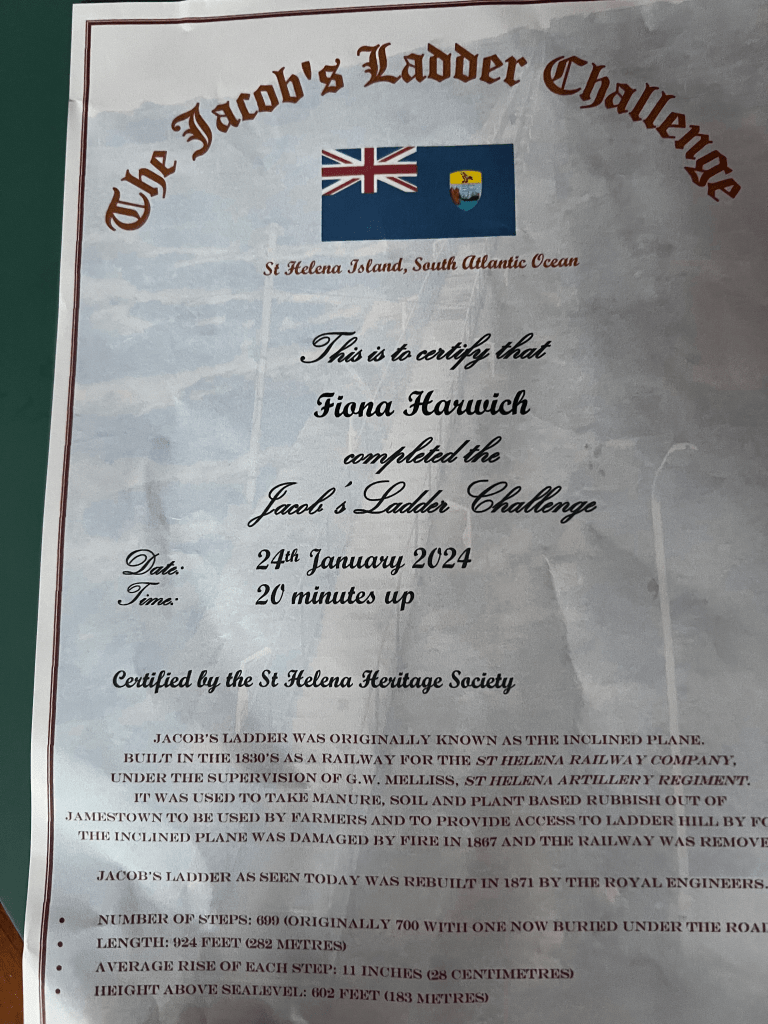 The Jacob's Ladder Challenge
St Helena Island, South Atlantic Ocean
This is to certify that
Fiona Harwich
completed the
Jacob's Ladder Challenge
Date: 24th January 2024
Time: 20 minutes up
Certified by the St Helena Heritage Society
JACOB'S LADDER WAS ORIGINALLY KNOWN AS THE INCLINED PLANE.
BUILT IN THE 1830'S AS A RAILWAY FOR THE ST HELENA RAILWAY COMPANY,
UNDER THE SUPERVISION OF G.W. MELLISS, ST HELENA ARTILLERY REGIMENT.
IT WAS USED TO TAKE MANURE, SOIL AND PLANT BASED RUBBISH OUT OF
JAMESTOWN TO BE USED BY FARMERS AND TO PROVIDE ACCESS TO LADDER HILL BY
THE INCLINED PLANE WAS DAMAGED BY FIRE IN 1867 AND THE RAILWAY WAS REMOVE
JACOB'S LADDER AS SEEN TODAY WAS REBUILT IN 1871 BY THE ROYAL ENGINEERS.
• NUMBER OF STEPS: 699 (ORIGINALLY 700 WITH ONE NOW BURIED UNDER THE ROAD
• LENGTH: 924 FEET (282 METRES)
• AVERAGE RISE OF EACH STEP: 11 INCHES (28 CENTIMETRES)
• HEIGHT ABOVE SEALEVEL: 602 FEET (183 METRES)